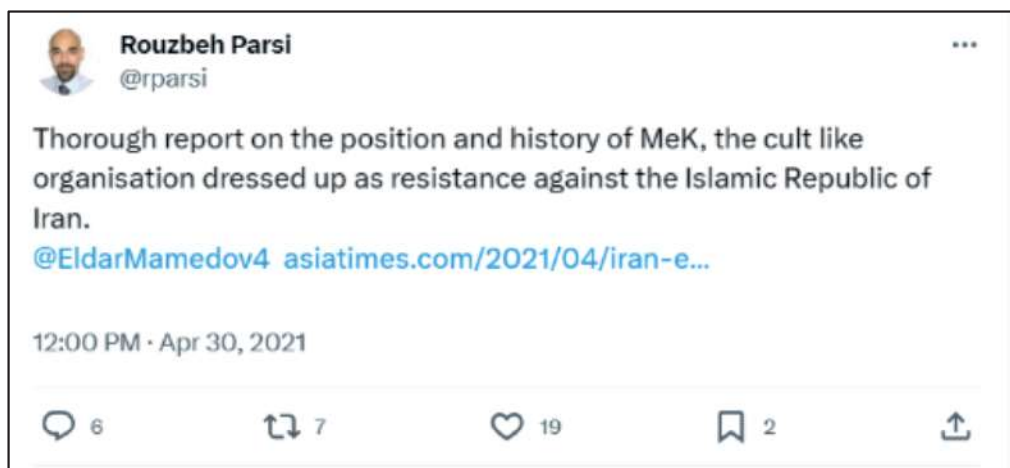 Rouzbeh Parsi
@rparsi
Thorough report on the position and history of MeK, the cult like
organisation dressed up as resistance against the Islamic Republic of
Iran.
@EldarMamedov4 asiatimes.com/2021/04/iran-e...
12:00 PM · Apr 30, 2021
6 7 19 2